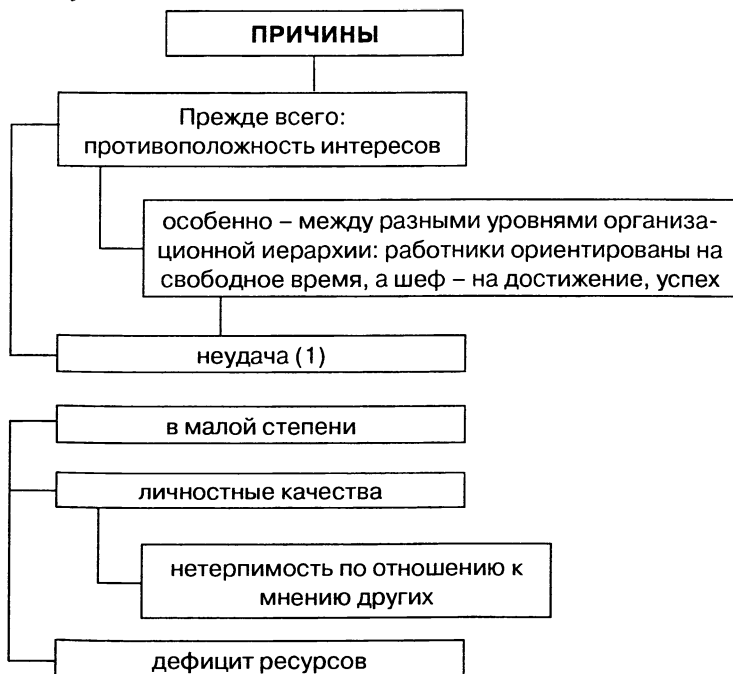 ПРИЧИНЫ
Прежде всего:
противоположность интересов
особенно – между разными уровнями организа-
ционной иерархии: работники ориентированы на
свободное время, а шеф – на достижение, успех
неудача (1)
в малой степени
личностные качества
нетерпимость по отношению к
мнению других
дефицит ресурсов